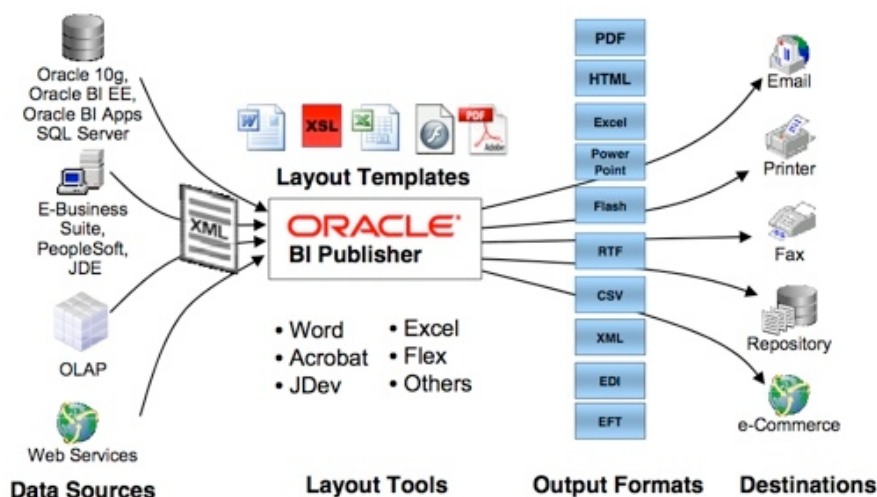 Oracle 10g,
Oracle BI EE,
Oracle BI Apps
SQL Server
E-Business
Suite,
PeopleSoft,
JDE
OLAP
Web Services
Data Sources
XML
XSL
PDF
Adobe
Layout Templates
ORACLE
BI Publisher
• Word
• Acrobat
• JDev
• Excel
• Flex
• Others
Layout Tools
PDF
HTML
Excel
Power
Point
Flash
RTF
CSV
XML
EDI
EFT
Output Formats
Email
Printer
Fax
Repository
e-Commerce
Destinations